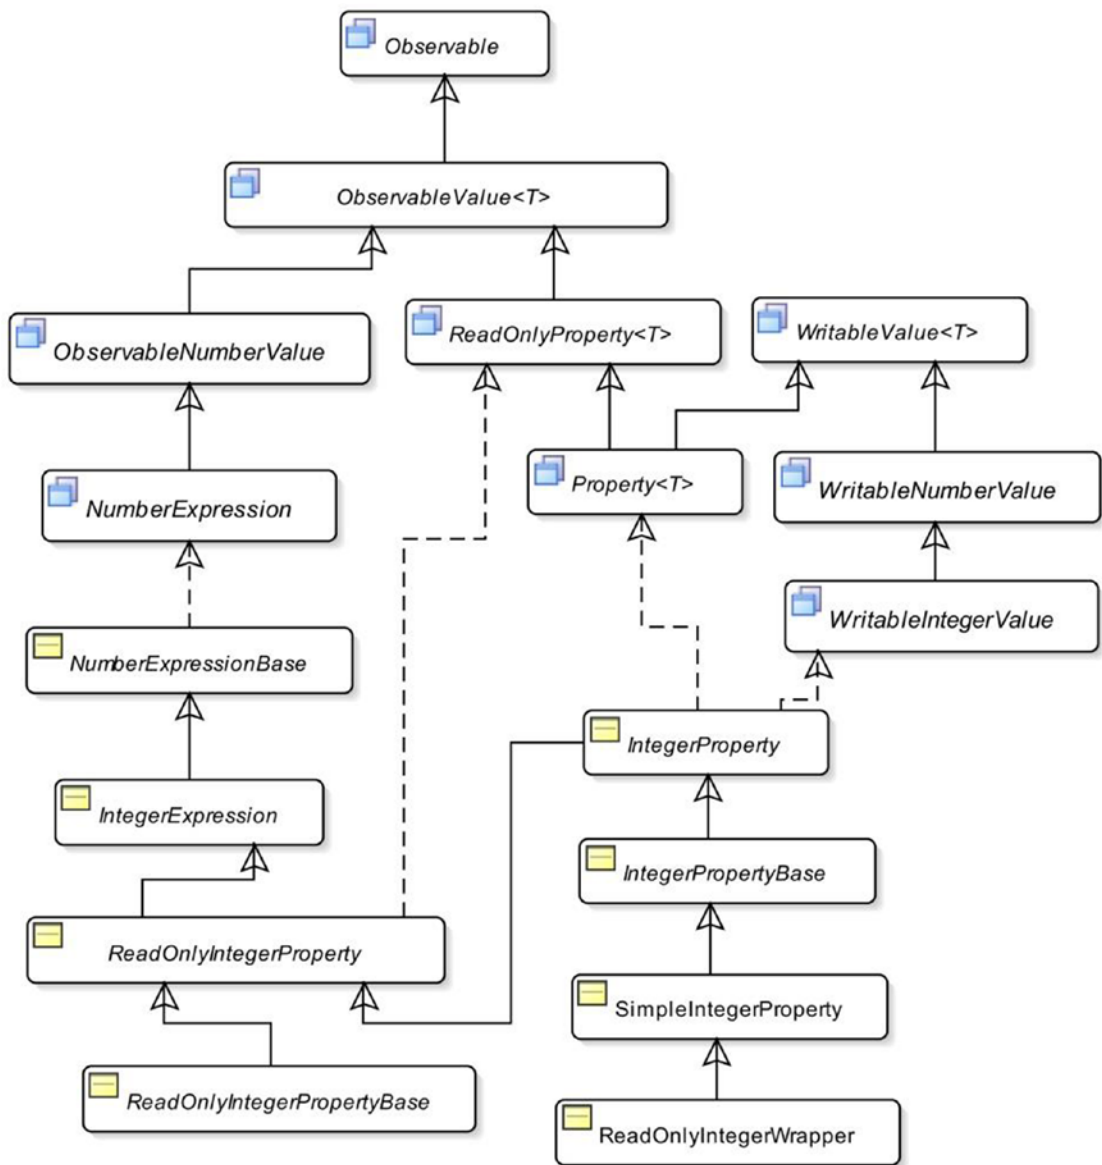 Observable
ObservableValue<T>
ObservableNumberValue
ReadOnlyProperty<T>
WritableValue<T>
NumberExpression
Property<T>
WritableNumberValue
WritableIntegerValue
NumberExpressionBase
IntegerProperty
IntegerExpression
IntegerPropertyBase
ReadOnlyIntegerProperty
SimpleIntegerProperty
ReadOnlyIntegerPropertyBase
ReadOnlyIntegerWrapper